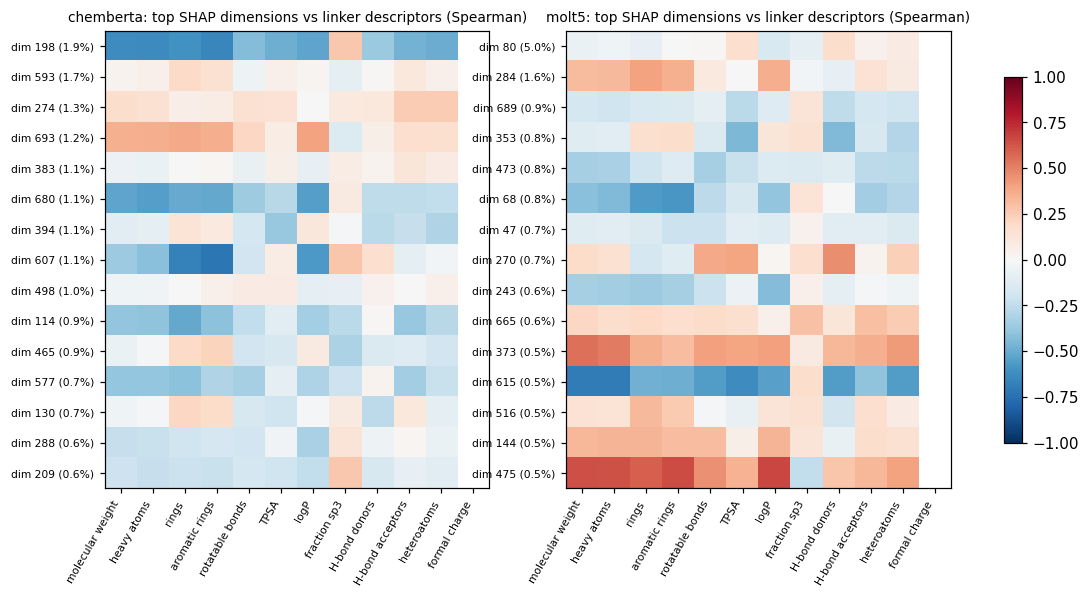 chemberta: top SHAP dimensions vs linker descriptors (Spearman)
molt5: top SHAP dimensions vs linker descriptors (Spearman)
dim 198 (1.9%)
dim 593 (1.7%)
dim 274 (1.3%)
dim 693 (1.2%)
dim 383 (1.1%)
dim 680 (1.1%)
dim 394 (1.1%)
dim 607 (1.1%)
dim 498 (1.0%)
dim 114 (0.9%)
dim 465 (0.9%)
dim 577 (0.7%)
dim 130 (0.7%)
dim 288 (0.6%)
dim 209 (0.6%)
molecular weight
heavy atoms
rings
aromatic rings
rotatable bonds
TPSA
logP
fraction sp3
H-bond donors
H-bond acceptors
heteroatoms
formal charge
dim 80 (5.0%)
dim 284 (1.6%)
dim 689 (0.9%)
dim 353 (0.8%)
dim 473 (0.8%)
dim 68 (0.8%)
dim 47 (0.7%)
dim 270 (0.7%)
dim 243 (0.6%)
dim 665 (0.6%)
dim 373 (0.5%)
dim 615 (0.5%)
dim 516 (0.5%)
dim 144 (0.5%)
dim 475 (0.5%)
molecular weight
heavy atoms
rings
aromatic rings
rotatable bonds
TPSA
logP
fraction sp3
H-bond donors
H-bond acceptors
heteroatoms
formal charge
1.00
0.75
0.50
0.25
0.00
−0.25
−0.50
−0.75
−1.00